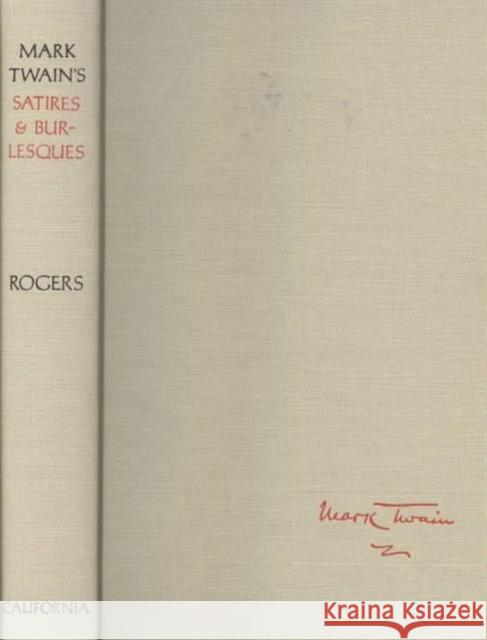 MARK
TWAIN'S
SATIRES
& BUR-
LESQUES
ROGERS
Mark Twain
CALIFORNIA